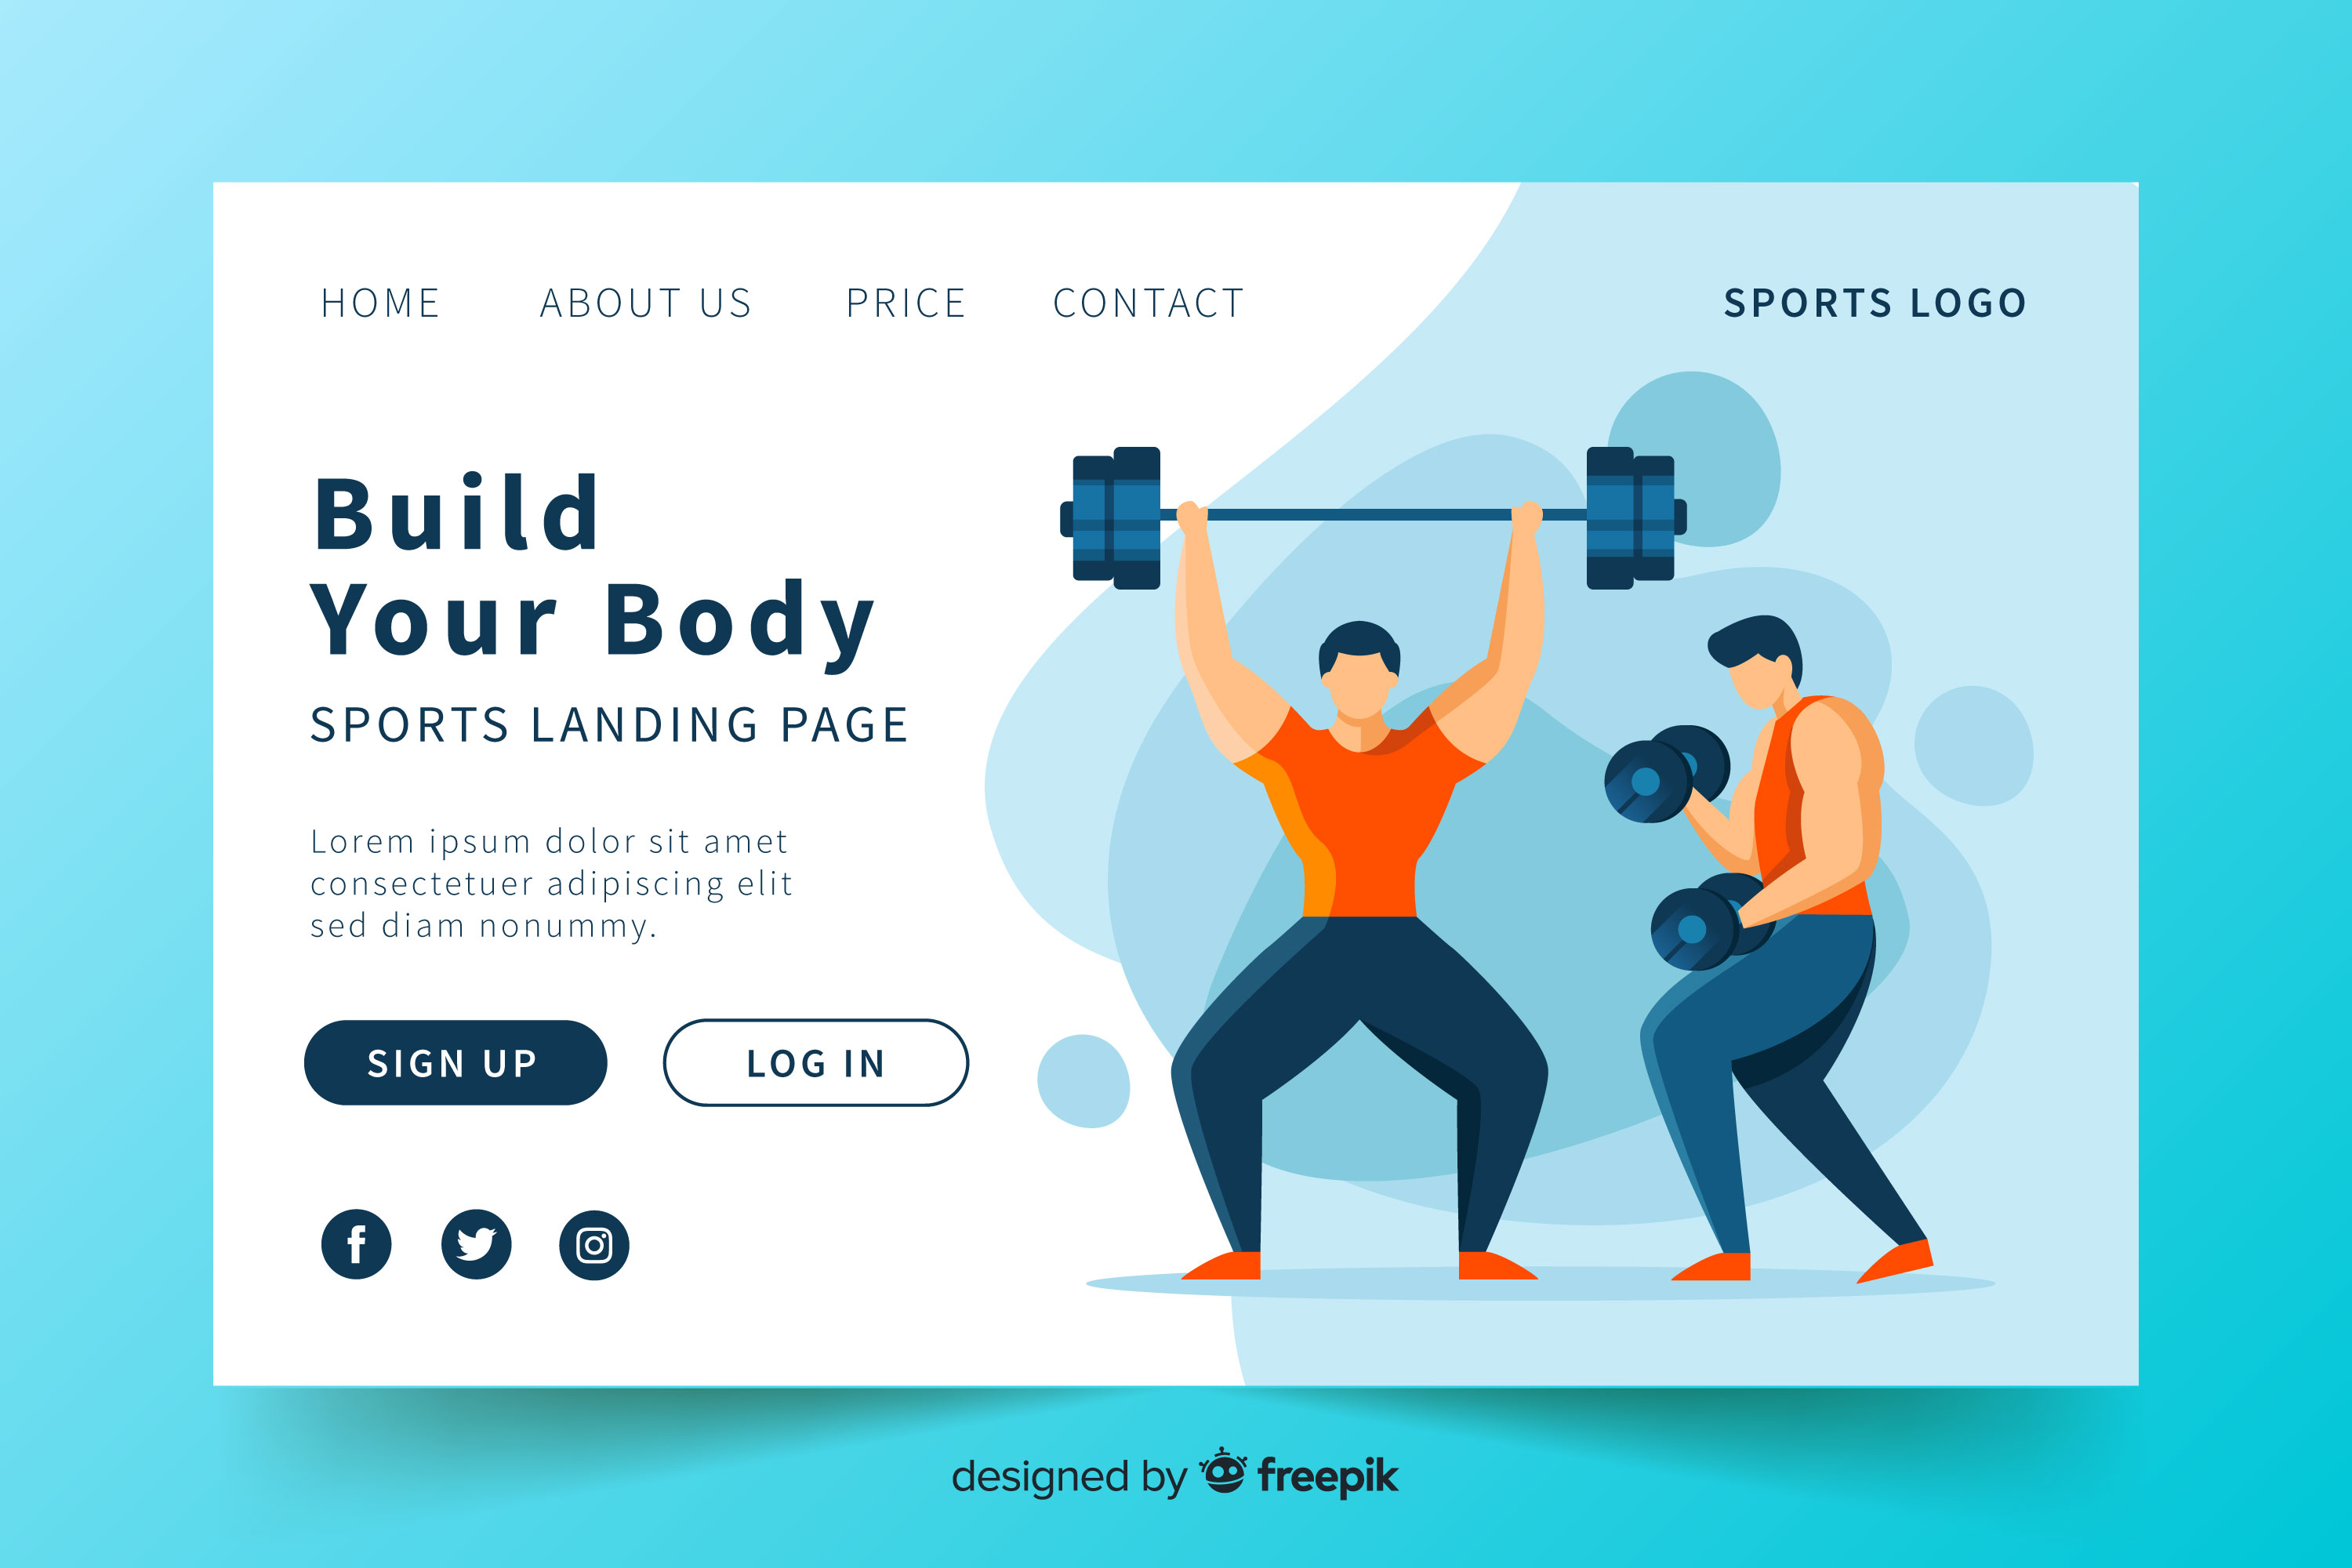 HOME ABOUT US PRICE CONTACT SPORTS LOGO
Build
Your Body
SPORTS LANDING PAGE
Lorem ipsum dolor sit amet
consectetuer adipiscing elit
sed diam nonummy.
SIGN UP LOG IN
designed by freepik